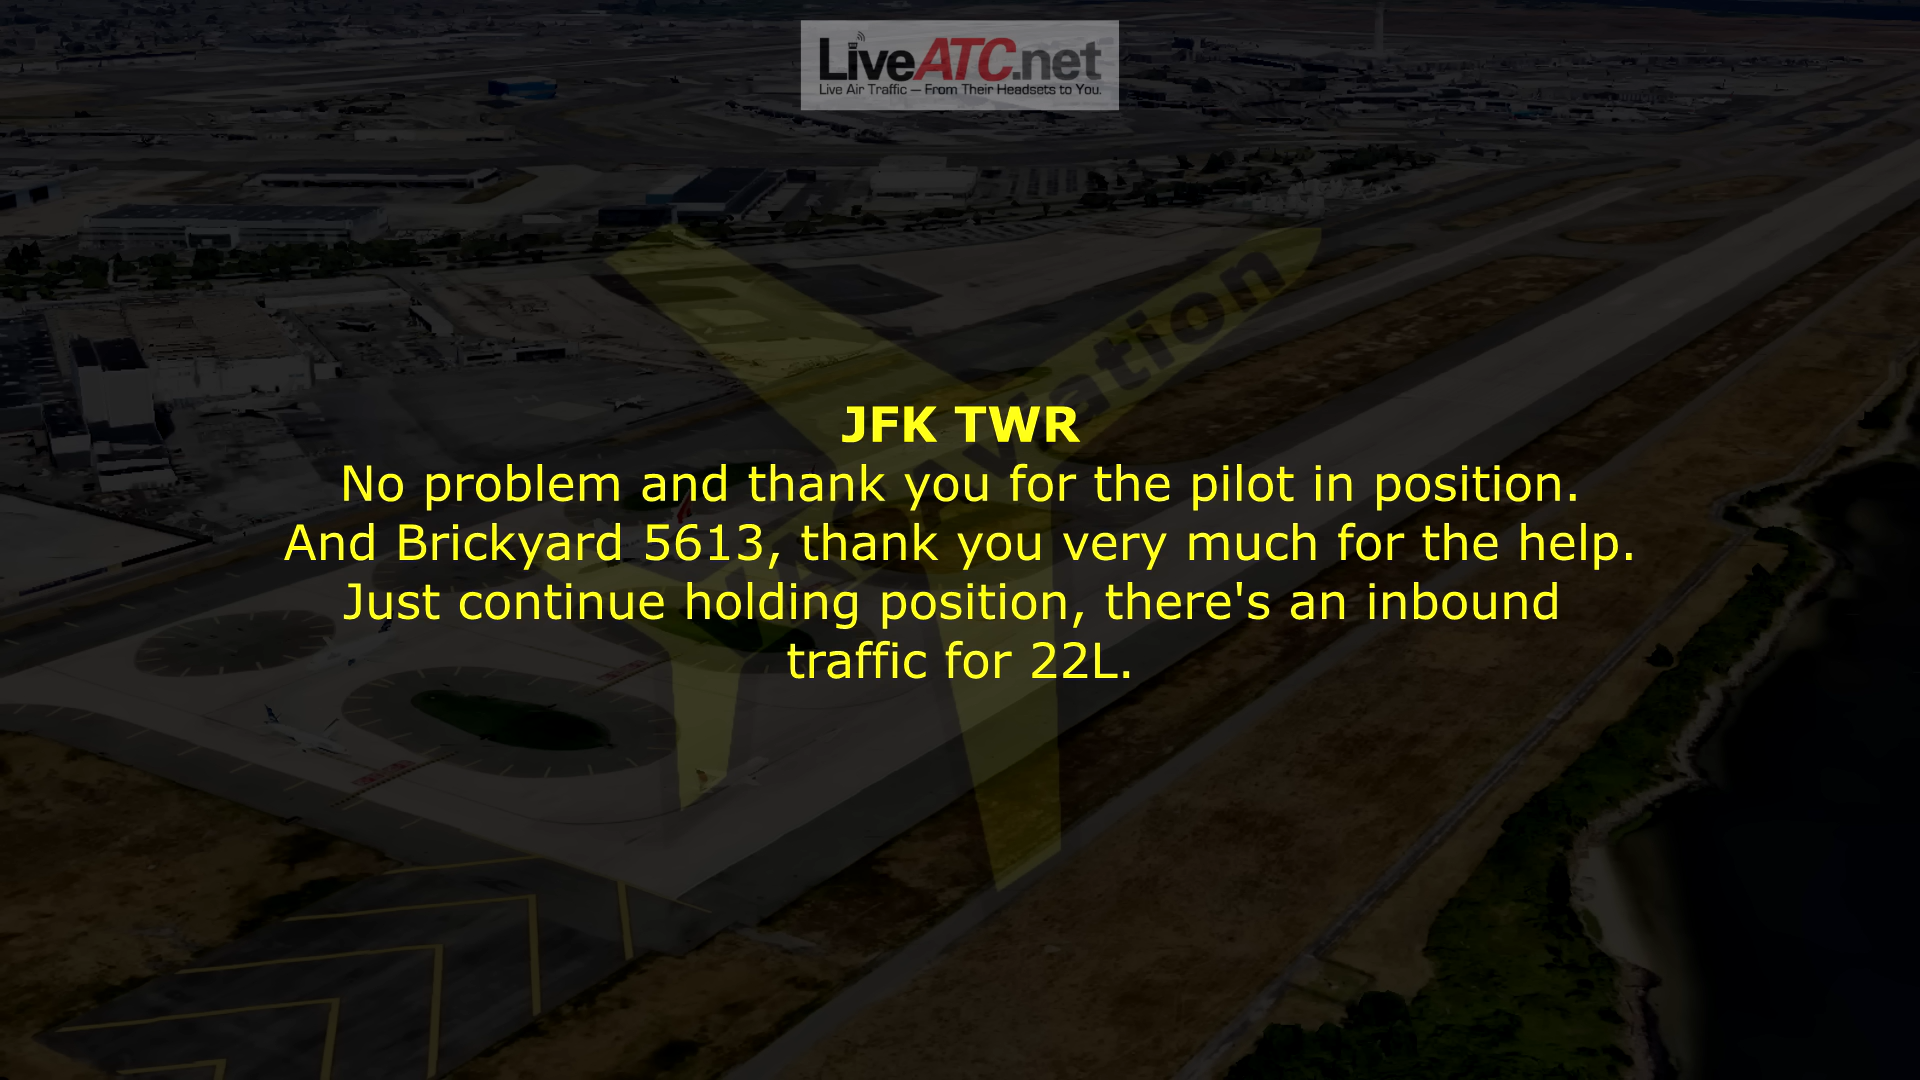 LiveATC.net
Live Air Traffic — From Their Headsets to You.
JFK TWR
No problem and thank you for the pilot in position.
And Brickyard 5613, thank you very much for the help.
Just continue holding position, there's an inbound
traffic for 22L.